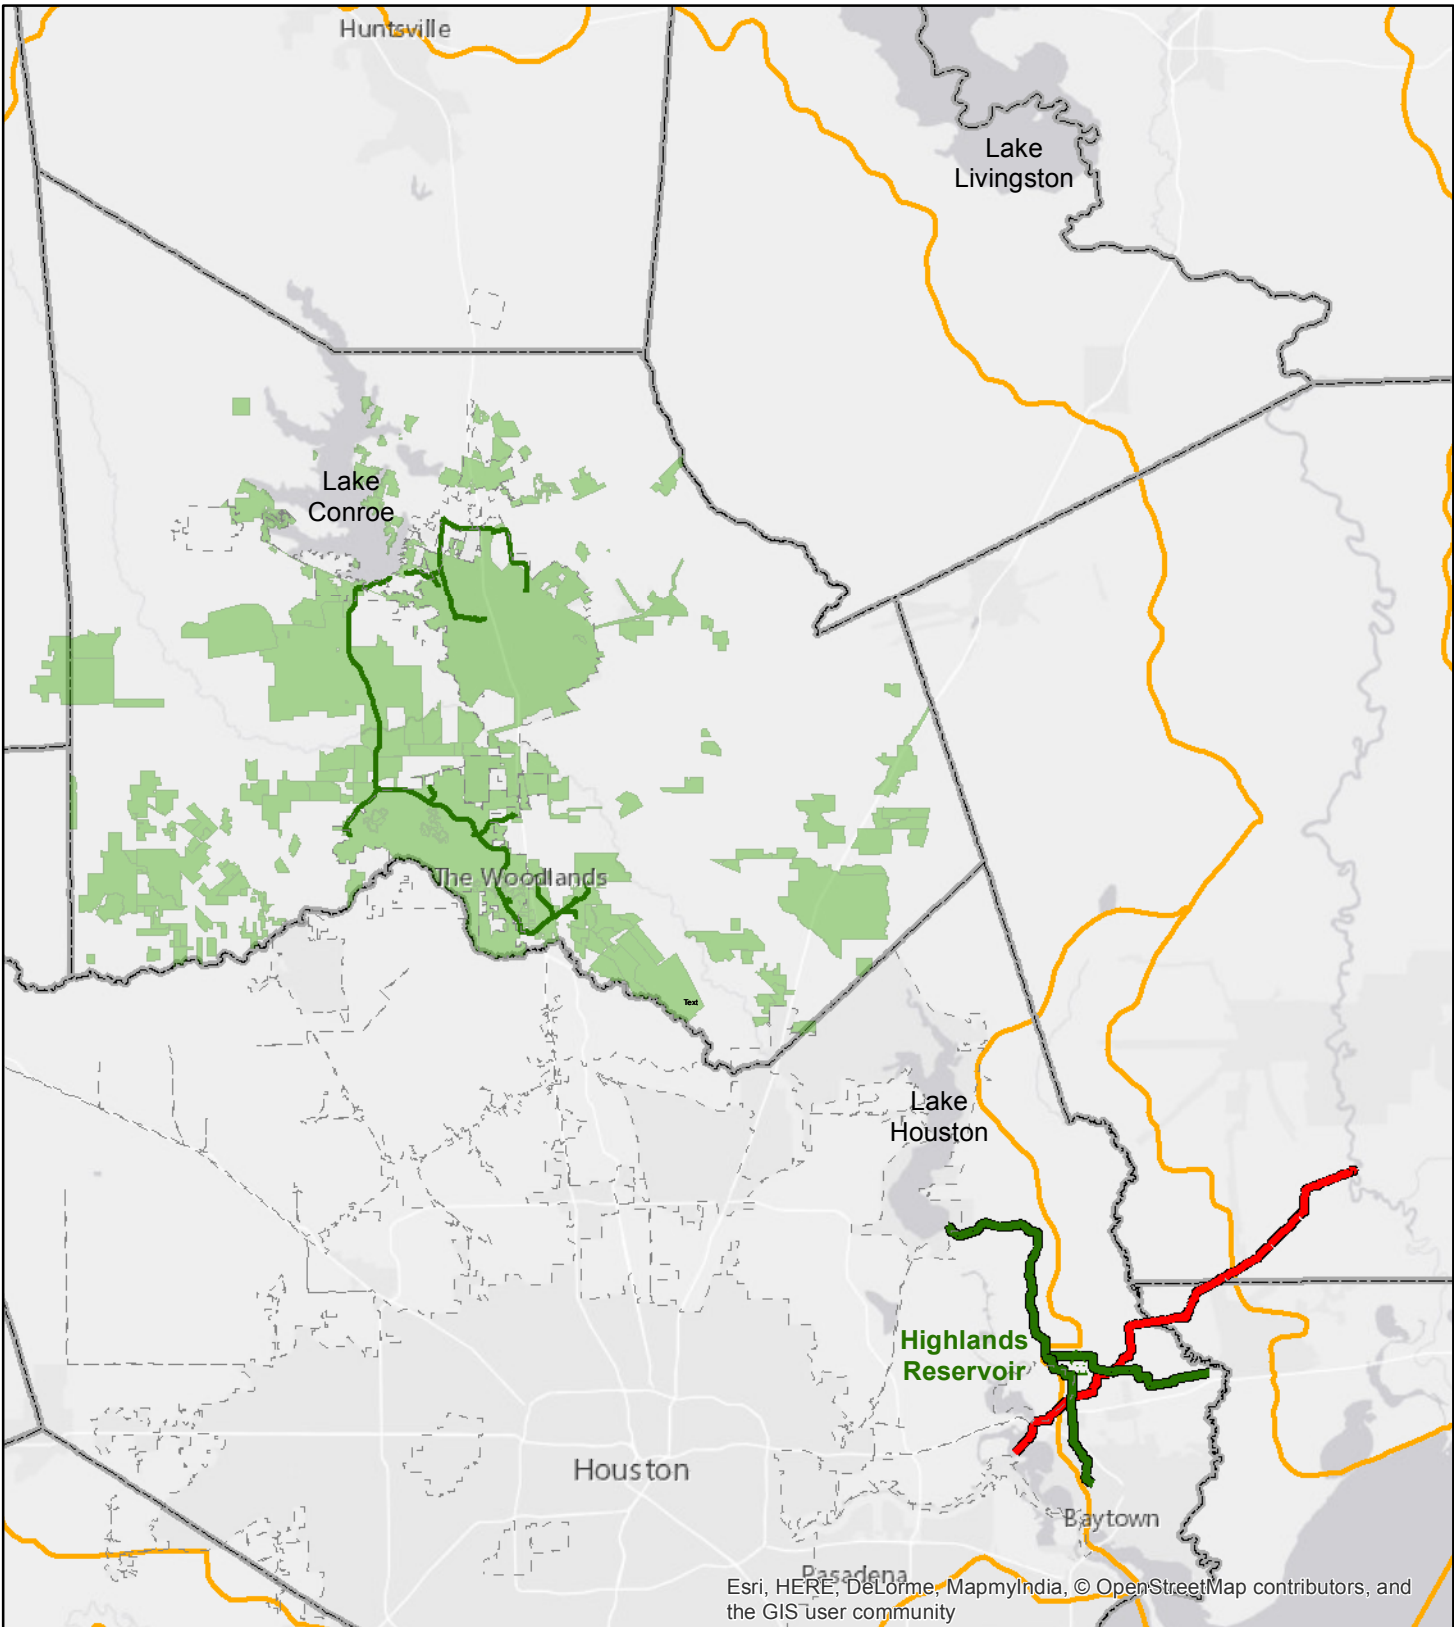 Huntsville
Lake
Livingston
Lake
Conroe
The Woodlands
Text
Lake
Houston
Highlands
Reservoir
Houston
Baytown
Pasadena
Esri, HERE, DeLorme, MapmyIndia, © OpenStreetMap contributors, and
the GIS user community